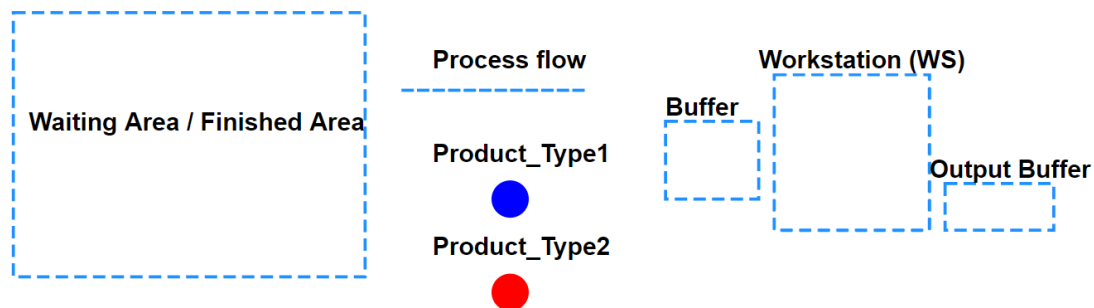 Waiting Area / Finished Area
Process flow
Product_Type1
Product_Type2
Workstation (WS)
Buffer
Output Buffer